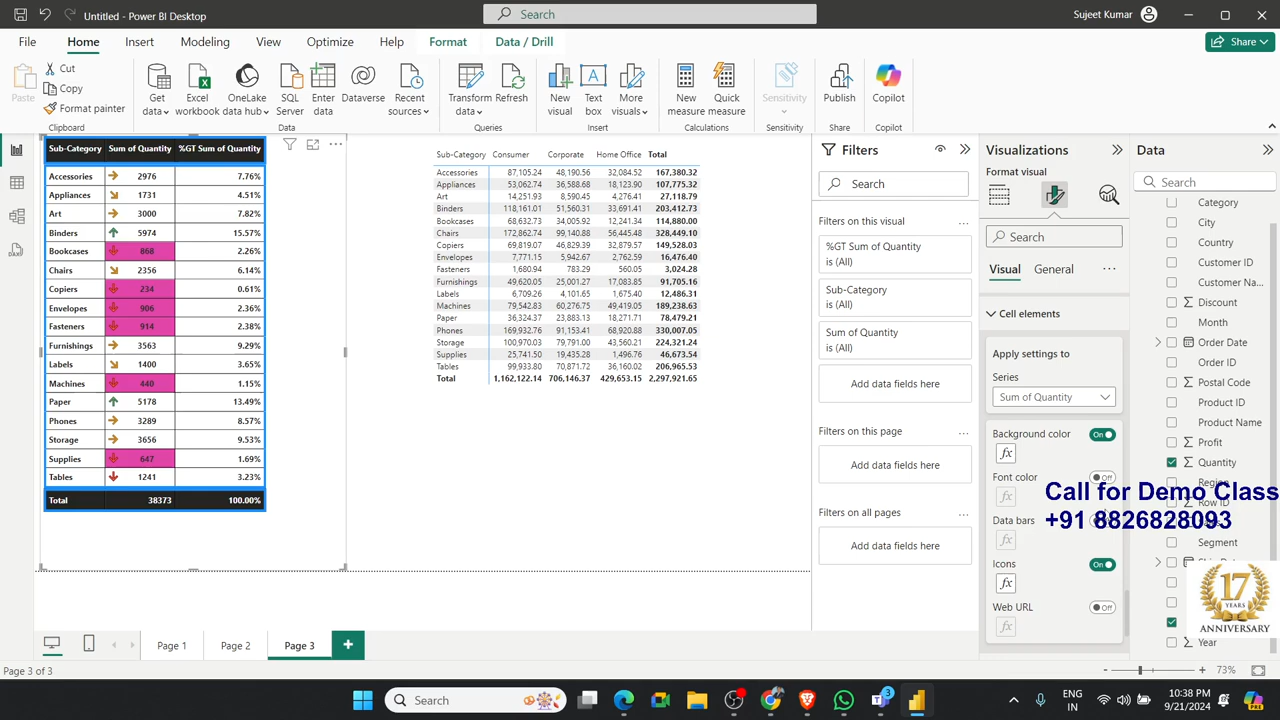 Untitled - Power BI Desktop
Search
Sujeet Kumar
File Home Insert Modeling View Optimize Help Format Data / Drill
Share
Paste
Cut
Copy
Format painter
Clipboard
Get data
Excel workbook
OneLake data hub
SQL Server
Enter data
Dataverse
Recent sources
Data
Transform data
Refresh
Queries
New visual
Text box
More visuals
Insert
New measure
Quick measure
Calculations
Sensitivity
Sensitivity
Publish
Share
Copilot
Copilot
Sub-Category Sum of Quantity %GT Sum of Quantity
Accessories 2976 7.76%
Appliances 1731 4.51%
Art 3000 7.82%
Binders 5974 15.57%
Bookcases 868 2.26%
Chairs 2356 6.14%
Copiers 234 0.61%
Envelopes 906 2.36%
Fasteners 914 2.38%
Furnishings 3563 9.29%
Labels 1400 3.65%
Machines 440 1.15%
Paper 5178 13.49%
Phones 3289 8.57%
Storage 3656 9.53%
Supplies 647 1.69%
Tables 1241 3.23%
Total 38373 100.00%
Sub-Category Consumer Corporate Home Office Total
Accessories 87,105.24 48,190.56 32,084.52 167,380.32
Appliances 53,062.74 36,588.68 18,123.90 107,775.32
Art 14,251.93 8,590.45 4,276.41 27,118.79
Binders 118,161.01 51,560.31 33,691.41 203,412.73
Bookcases 68,632.73 34,005.92 12,241.34 114,880.00
Chairs 172,862.74 99,140.88 56,445.48 328,449.10
Copiers 69,819.07 46,829.39 32,879.57 149,528.03
Envelopes 7,771.15 5,942.67 2,762.59 16,476.40
Fasteners 1,680.94 783.29 560.05 3,024.28
Furnishings 49,620.05 25,001.27 17,083.85 91,705.16
Labels 6,709.26 4,101.65 1,675.40 12,486.31
Machines 79,542.83 60,276.75 49,419.05 189,238.63
Paper 36,324.37 23,883.13 18,271.71 78,479.21
Phones 169,932.76 91,153.41 68,920.88 330,007.05
Storage 100,970.03 79,791.00 43,560.21 224,321.24
Supplies 25,741.50 19,435.28 1,496.76 46,673.54
Tables 99,933.80 70,871.72 36,160.02 206,965.53
Total 1,162,122.14 706,146.37 429,653.15 2,297,921.65
Filters
Search
Filters on this visual
%GT Sum of Quantity
is (All)
Sub-Category
is (All)
Sum of Quantity
is (All)
Add data fields here
Filters on this page
Add data fields here
Filters on all pages
Add data fields here
Visualizations
Format visual
Search
Visual General
Cell elements
Apply settings to
Series
Sum of Quantity
Background color On
fx
Font color Off
fx
Data bars
fx
Icons On
fx
Web URL Off
fx
Data
Search
Category
City
Country
Customer ID
Customer Na...
Discount
Month
Order Date
Order ID
Postal Code
Product ID
Product Name
Profit
Quantity
Region
Row ID
Segment
Year
Call for Demo Class
+91 8826828093
17
YEARS
ANNIVERSARY
Page 1 Page 2 Page 3
Page 3 of 3
73%
Search
3
ENG
IN
10:38 PM
9/21/2024
PRE